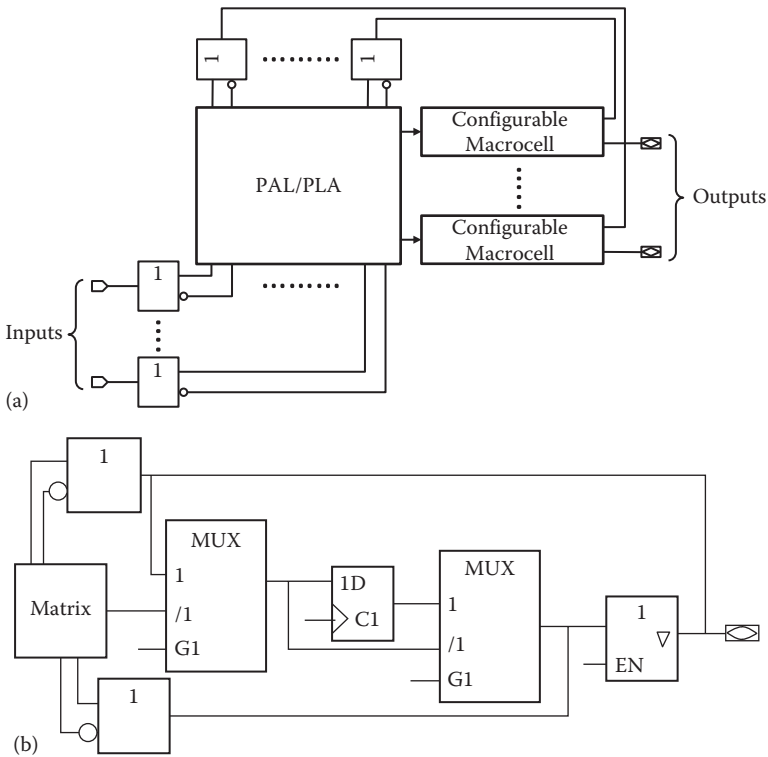 1
1
Configurable
Macrocell
PAL/PLA
Outputs
Configurable
Macrocell
1
Inputs
1
(a)
1
MUX
MUX
1
1D
1
Matrix
/1
C1
1
G1
/1
EN
G1
1
(b)